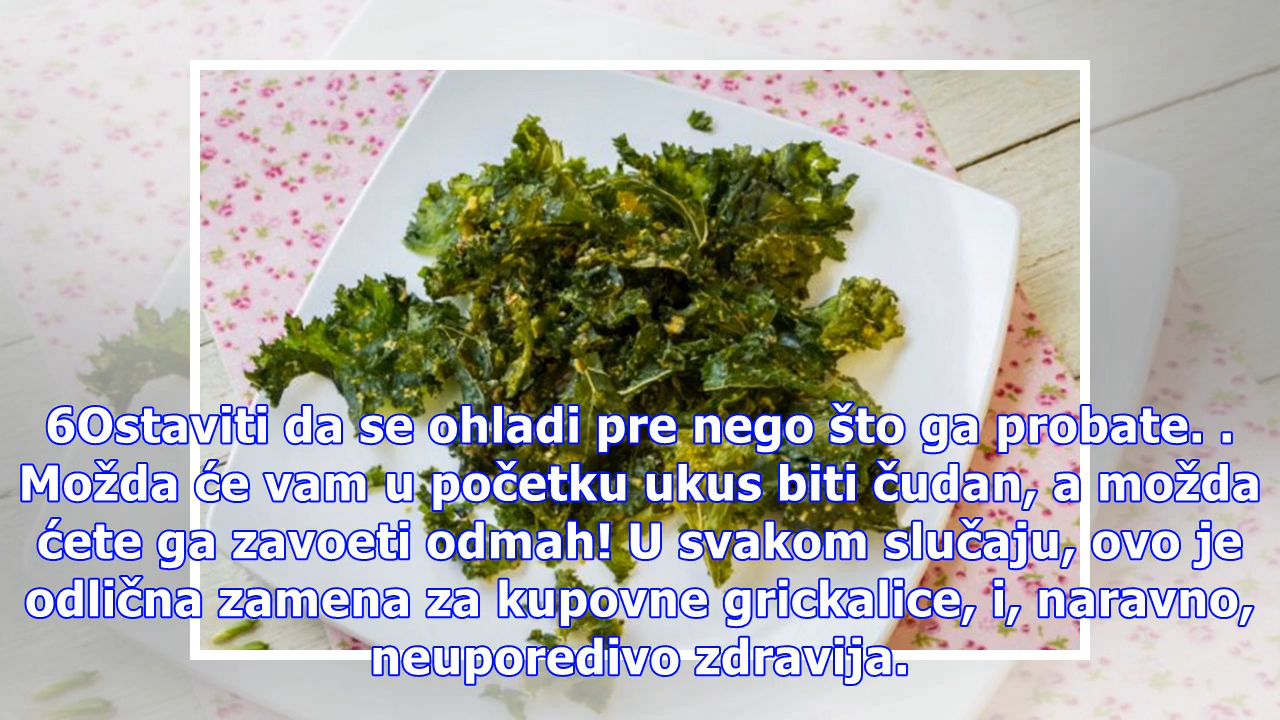 6Ostaviti da se ohladi pre nego što ga probate. .
Možda će vam u početku ukus biti čudan, a možda
ćete ga zavoeti odmah! U svakom slučaju, ovo je
odlična zamena za kupovne grickalice, i, naravno,
neuporedivo zdravija.